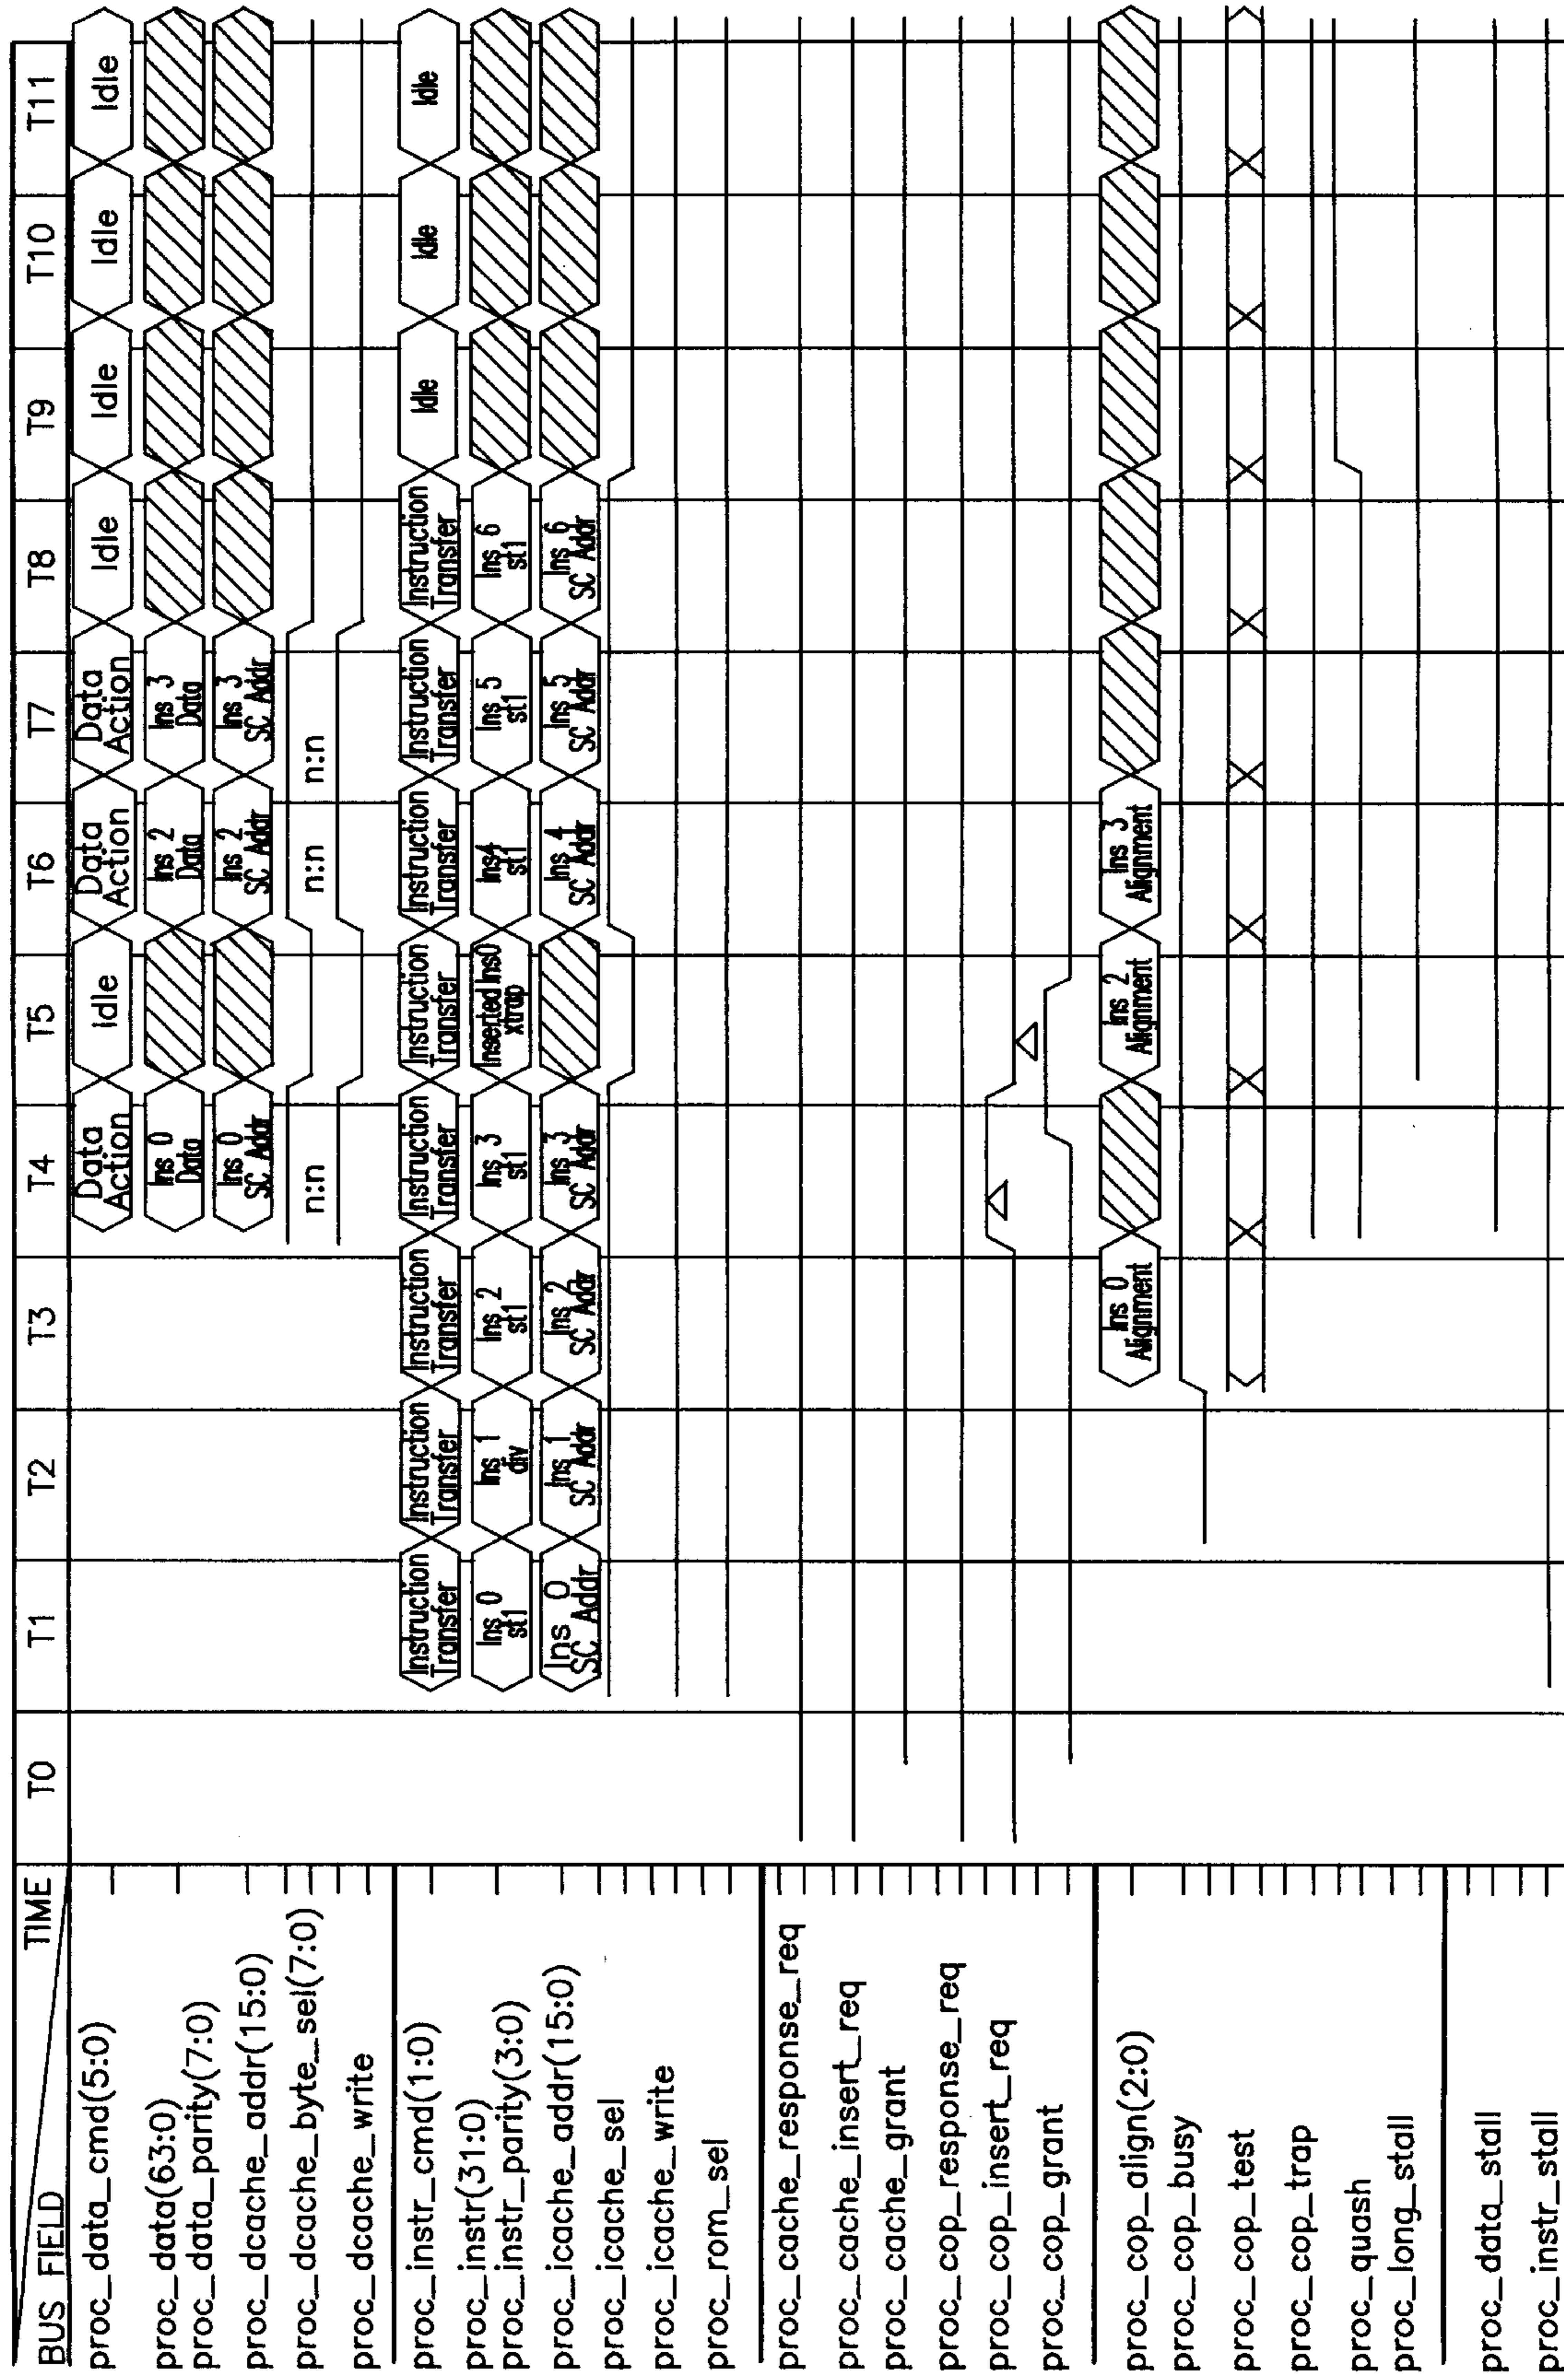 BUS FIELD TIME T0 T1 T2 T3 T4 T5 T6 T7 T8 T9 T10 T11
proc_data_cmd(5:0) Data Action Idle Data Action Data Action Idle Idle Idle Idle
proc_data(63:0) Ins 0 Data Ins 2 Data Ins 3 Data
proc_data_parity(7:0)
proc_dcache_addr(15:0) Ins 0 SC Addr Ins 2 SC Addr Ins 3 SC Addr
proc_dcache_byte_sel(7:0) n:n n:n n:n
proc_dcache_write
proc_instr_cmd(1:0) Instruction Transfer Instruction Transfer Instruction Transfer Instruction Transfer Instruction Transfer Instruction Transfer Instruction Transfer Instruction Transfer Idle Idle Idle
proc_instr(31:0) Ins 0 st1 Ins 1 div Ins 2 st1 Ins 3 st1 Inserted Ins0 xtrap Ins4 st1 Ins 5 st1 Ins 6 st1
proc_instr_parity(3:0)
proc_icache_addr(15:0) Ins 0 SC Addr Ins 1 SC Addr Ins 2 SC Addr Ins 3 SC Addr Ins 4 SC Addr Ins 5 SC Addr Ins 6 SC Addr
proc_icache_sel
proc_icache_write
proc_rom_sel
proc_cache_response_req
proc_cache_insert_req
proc_cache_grant
proc_cop_response_req
proc_cop_insert_req
proc_cop_grant
proc_cop_align(2:0) Ins 0 Alignment Ins 2 Alignment Ins 3 Alignment
proc_cop_busy
proc_cop_test
proc_cop_trap
proc_quash
proc_long_stall
proc_data_stall
proc_instr_stall